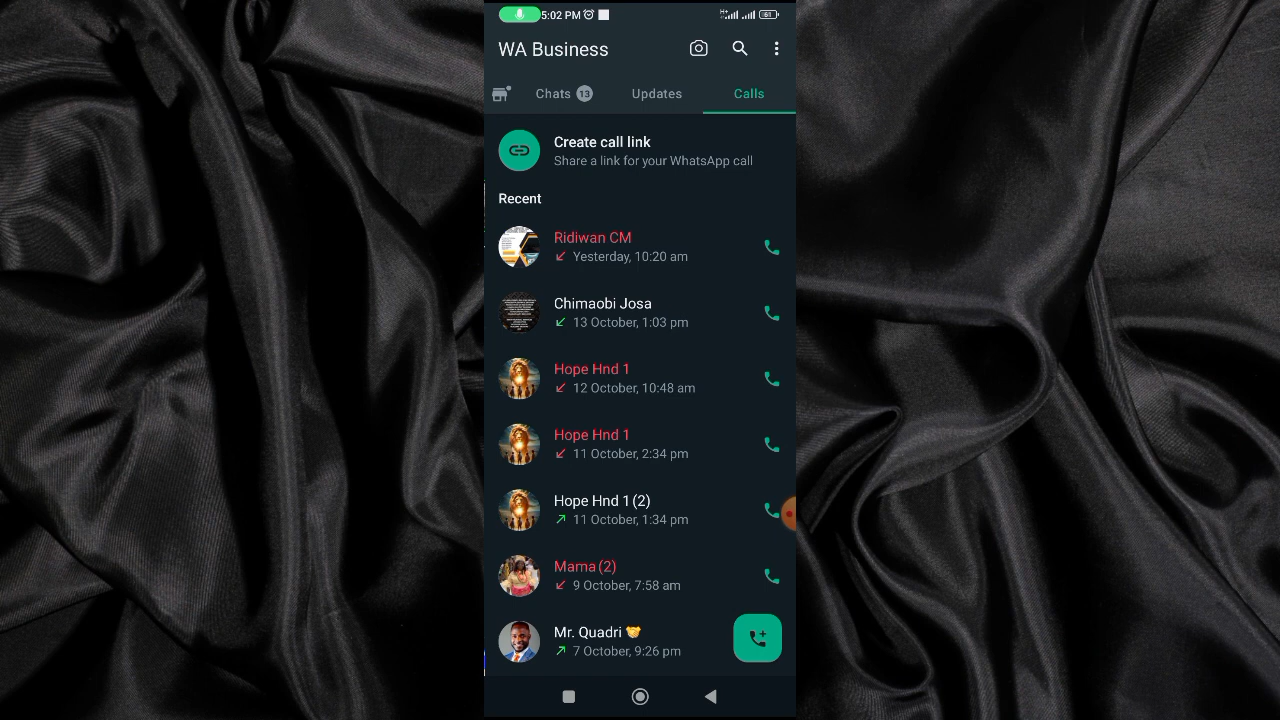 5:02 PM
61
WA Business
Chats 13
Updates
Calls
Create call link
Share a link for your WhatsApp call
Recent
Ridiwan CM
Yesterday, 10:20 am
Chimaobi Josa
13 October, 1:03 pm
Hope Hnd 1
12 October, 10:48 am
Hope Hnd 1
11 October, 2:34 pm
Hope Hnd 1 (2)
11 October, 1:34 pm
Mama (2)
9 October, 7:58 am
Mr. Quadri 🤝
7 October, 9:26 pm